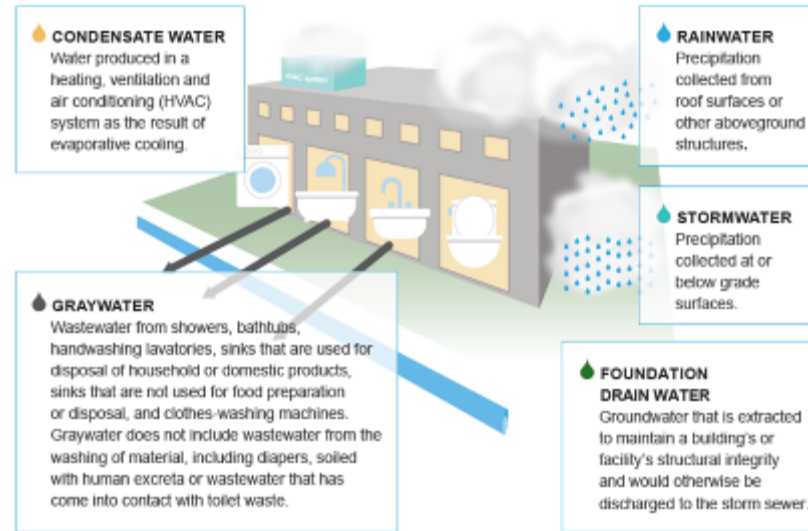 CONDENSATE WATER
Water produced in a
heating, ventilation and
air conditioning (HVAC)
system as the result of
evaporative cooling.
RAINWATER
Precipitation
collected from
roof surfaces or
other aboveground
structures.
STORMWATER
Precipitation
collected at or
below grade
surfaces.
GRAYWATER
Wastewater from showers, bathtubs,
handwashing lavatories, sinks that are used for
disposal of household or domestic products,
sinks that are not used for food preparation
or disposal, and clothes-washing machines.
Graywater does not include wastewater from the
washing of material, including diapers, soiled
with human excreta or wastewater that has
come into contact with toilet waste.
FOUNDATION
DRAIN WATER
Groundwater that is extracted
to maintain a building's or
facility's structural integrity
and would otherwise be
discharged to the storm sewer.